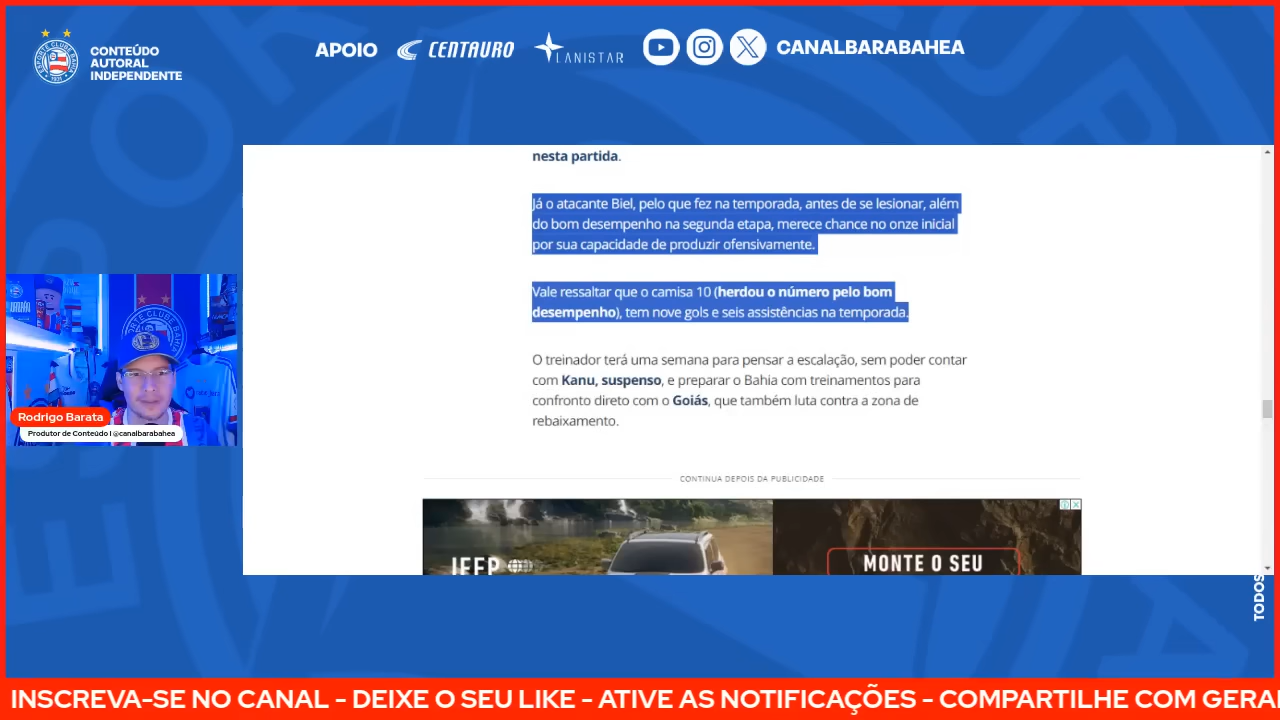 CONTEÚDO
AUTORAL
INDEPENDENTE
APOIO
CENTAURO
LANISTAR
CANALBARABAHEA
nesta partida.
Já o atacante Biel, pelo que fez na temporada, antes de se lesionar, além
do bom desempenho na segunda etapa, merece chance no onze inicial
por sua capacidade de produzir ofensivamente.
Vale ressaltar que o camisa 10 (herdou o número pelo bom
desempenho), tem nove gols e seis assistências na temporada.
O treinador terá uma semana para pensar a escalação, sem poder contar
com Kanu, suspenso, e preparar o Bahia com treinamentos para
confronto direto com o Goiás, que também luta contra a zona de
rebaixamento.
CONTINUA DEPOIS DA PUBLICIDADE
JEEP
MONTE O SEU
Rodrigo Barata
Produtor de Conteúdo I @canalbarabahea
TODOS
INSCREVA-SE NO CANAL - DEIXE O SEU LIKE - ATIVE AS NOTIFICAÇÕES - COMPARTILHE COM GERAL